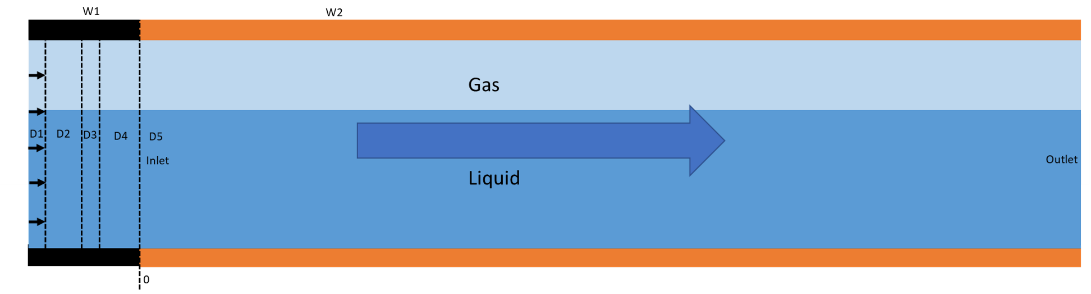 W1
W2
Gas
D1
D2
D3
D4
D5
Inlet
Outlet
Liquid
0